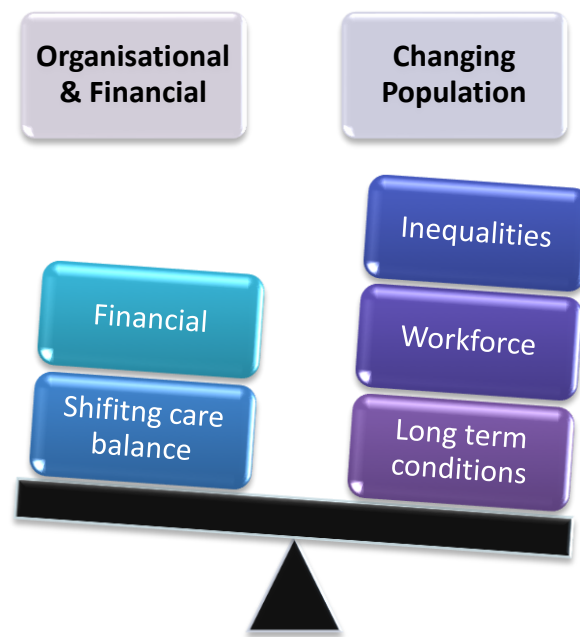 Organisational
& Financial
Changing
Population
Inequalities
Financial
Workforce
Shifitng care
balance
Long term
conditions